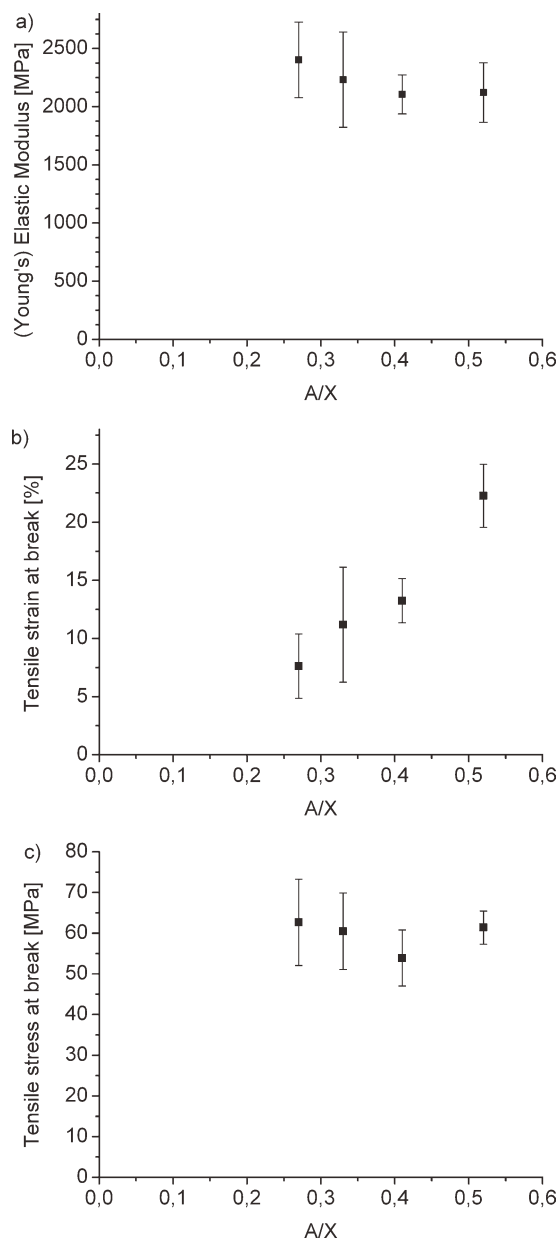 a)
(Young's) Elastic Modulus [MPa]
2500
2000
1500
1000
500
0
0,0 0,1 0,2 0,3 0,4 0,5 0,6
A/X
b)
Tensile strain at break [%]
25
20
15
10
5
0
0,0 0,1 0,2 0,3 0,4 0,5 0,6
A/X
c)
Tensile stress at break [MPa]
80
70
60
50
40
30
20
10
0
0,0 0,1 0,2 0,3 0,4 0,5 0,6
A/X